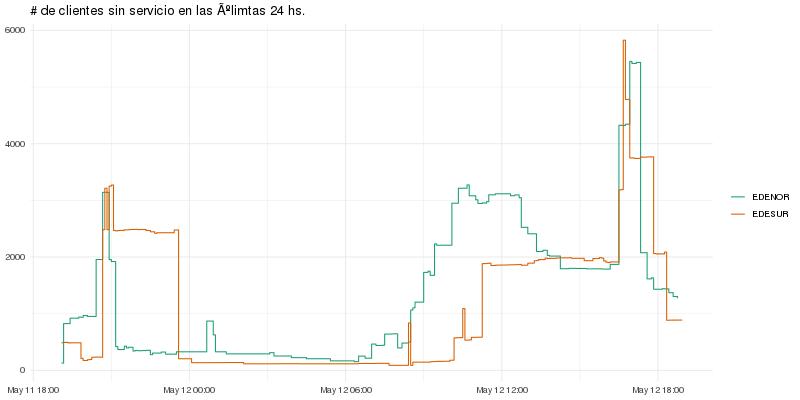 # de clientes sin servicio en las Ãºlimtas 24 hs.
6000
4000
2000
0
May 11 18:00
May 12 00:00
May 12 06:00
May 12 12:00
May 12 18:00
EDENOR
EDESUR